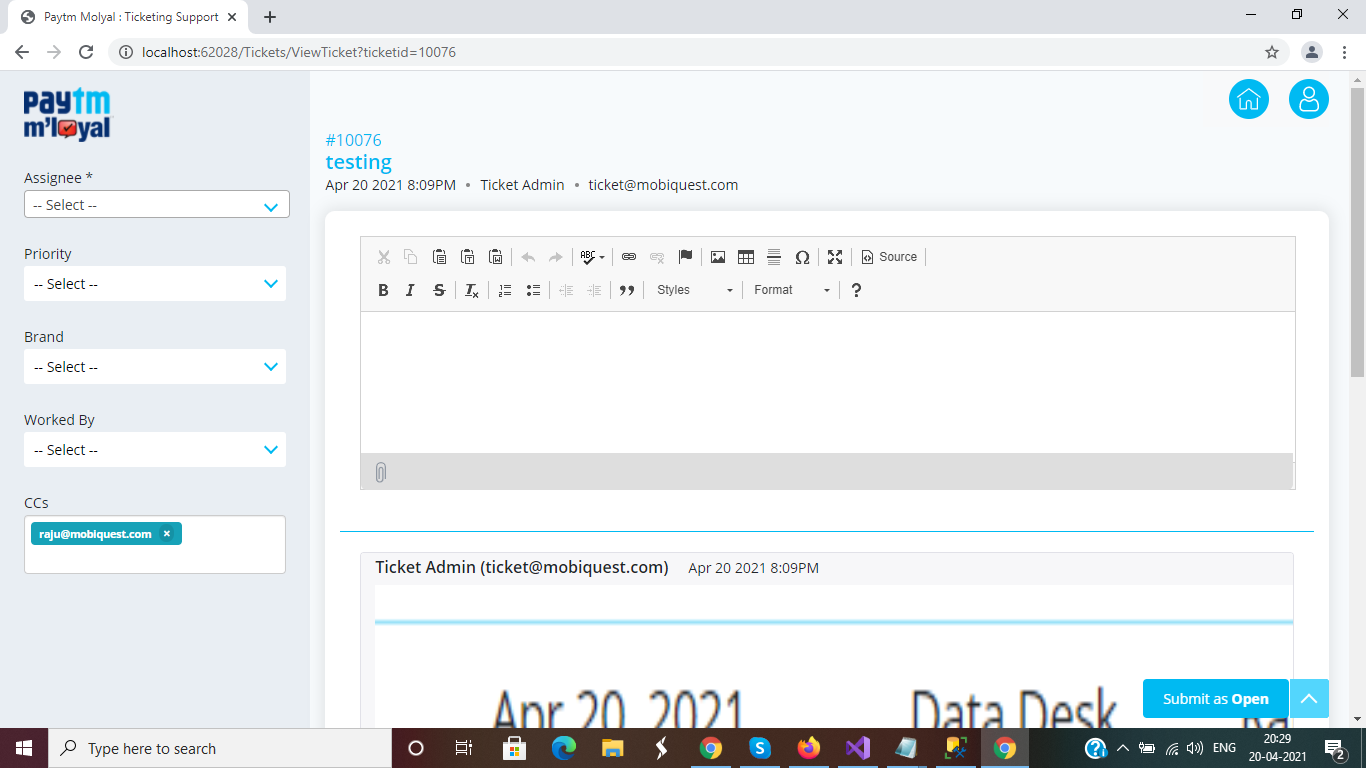 Paytm Molyal : Ticketing Support
localhost:62028/Tickets/ViewTicket?ticketid=10076
paytm
m'loyal
Assignee *
-- Select --
Priority
-- Select --
Brand
-- Select --
Worked By
-- Select --
CCs
raju@mobiquest.com ×
#10076
testing
Apr 20 2021 8:09PM • Ticket Admin • ticket@mobiquest.com
ABC
Source
B I S Tx Styles Format ?
Ticket Admin (ticket@mobiquest.com) Apr 20 2021 8:09PM
Apr 20, 2021 Data Desk
Submit as Open
Type here to search
ENG
20:29
20-04-2021
2